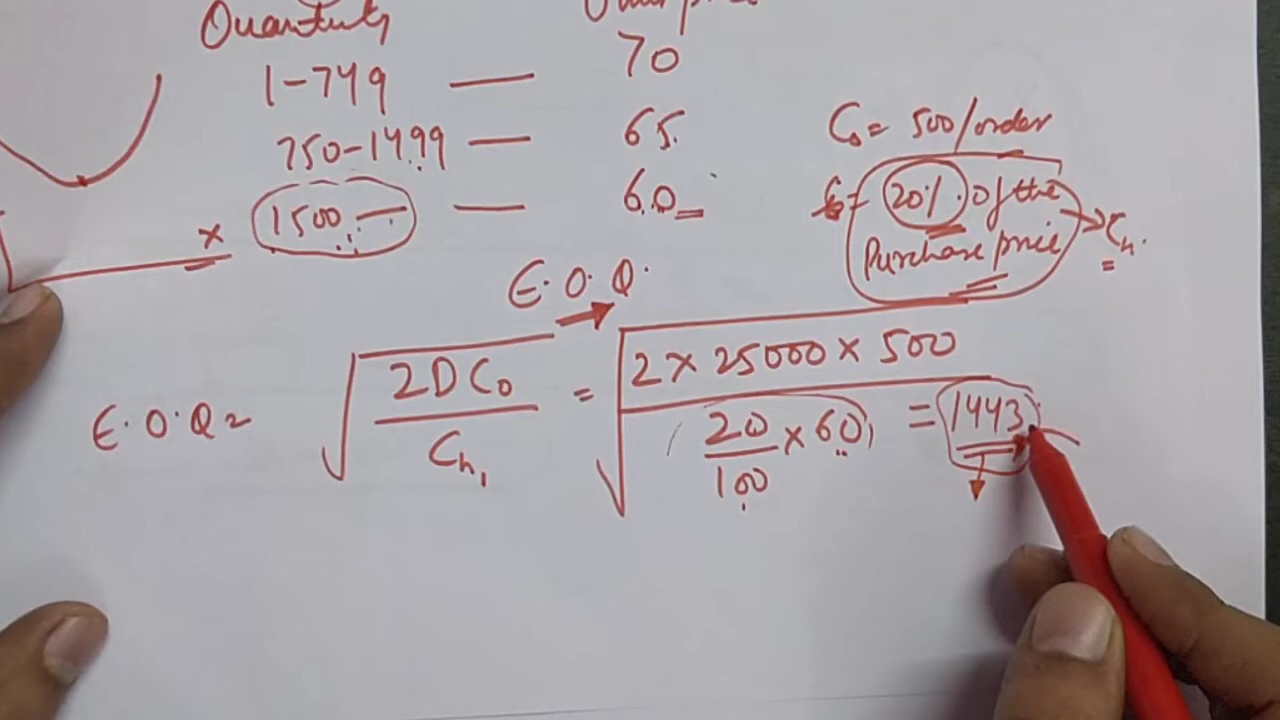 Quantity
1-749 — 70
750-1499 — 65.
1500 — — 60
C₀ = 500/order
20% of the
Purchase price → Cₕ.
E.O.Q.
E.O.Q = √(2DC₀ / Cₕ₁) = √(2 × 25000 × 500 / (20/100 × 60)) = 1443